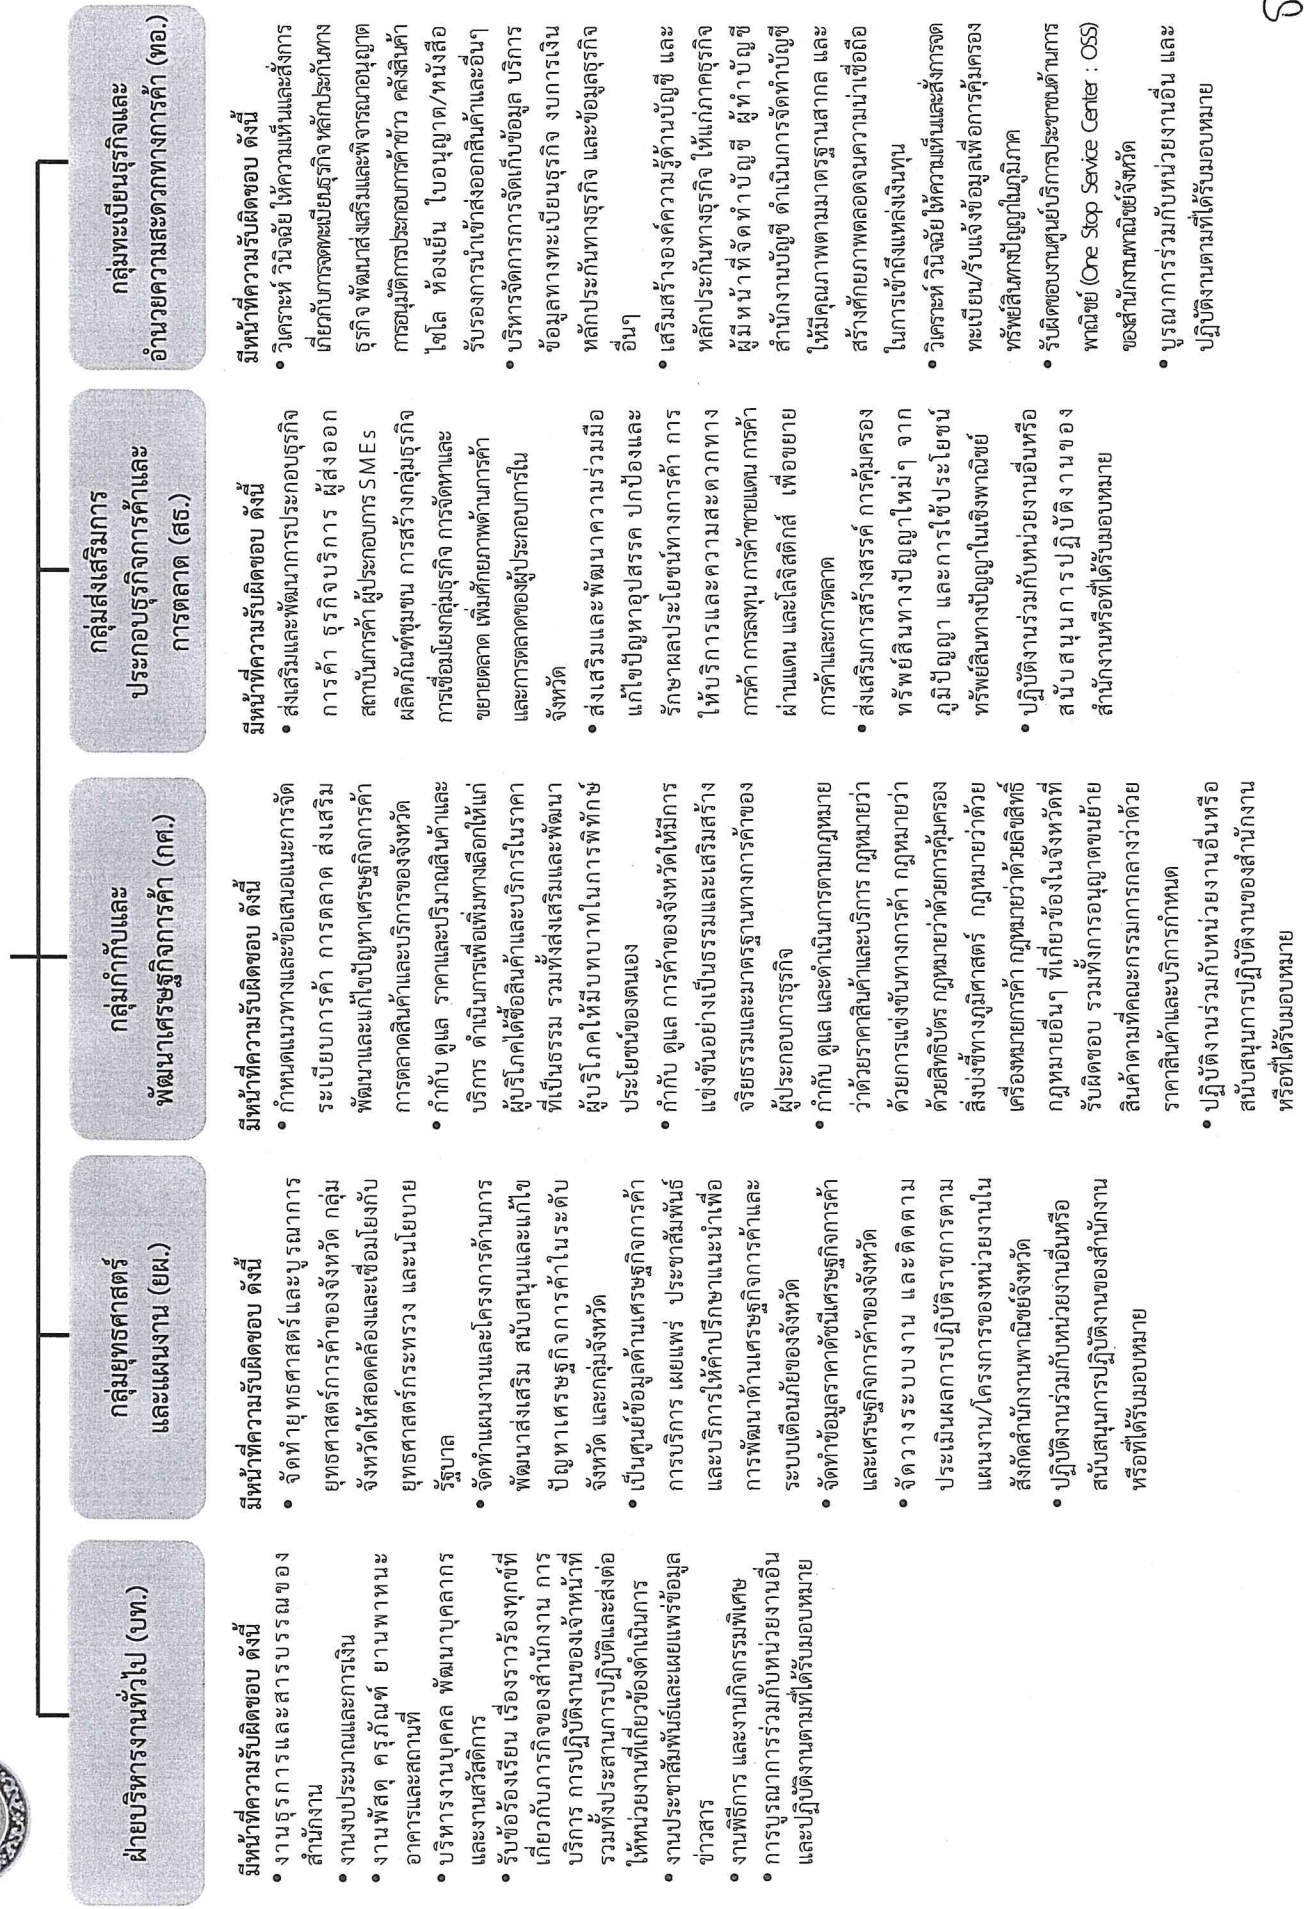 ฝ่ายบริหารงานทั่วไป (บท.)
มีหน้าที่ความรับผิดชอบ ดังนี้
• งานธุรการและสารบรรณของ
สำนักงาน
• งานงบประมาณและการเงิน
• งานพัสดุ ครุภัณฑ์ ยานพาหนะ
อาคารและสถานที่
• บริหารงานบุคคล พัฒนาบุคลากร
และงานสวัสดิการ
• รับข้อร้องเรียน เรื่องราวร้องทุกข์ที่
เกี่ยวกับภารกิจของสำนักงาน การ
บริการ การปฏิบัติงานของเจ้าหน้าที่
รวมทั้งประสานการปฏิบัติและส่งต่อ
ให้หน่วยงานที่เกี่ยวข้องดำเนินการ
• งานประชาสัมพันธ์และเผยแพร่ข้อมูล
ข่าวสาร
• งานพิธีการ และงานกิจกรรมพิเศษ
• การบูรณาการร่วมกับหน่วยงานอื่น
และปฏิบัติงานตามที่ได้รับมอบหมาย
กลุ่มยุทธศาสตร์
และแผนงาน (ยผ.)
มีหน้าที่ความรับผิดชอบ ดังนี้
• จัดทำยุทธศาสตร์และบูรณาการ
ยุทธศาสตร์การค้าของจังหวัด กลุ่ม
จังหวัดให้สอดคล้องและเชื่อมโยงกับ
ยุทธศาสตร์กระทรวง และนโยบาย
รัฐบาล
• จัดทำแผนงานและโครงการด้านการ
พัฒนาส่งเสริม สนับสนุนและแก้ไข
ปัญหาเศรษฐกิจการค้าในระดับ
จังหวัด และกลุ่มจังหวัด
• เป็นศูนย์ข้อมูลด้านเศรษฐกิจการค้า
การบริการ เผยแพร่ ประชาสัมพันธ์
และบริการให้คำปรึกษาแนะนำเพื่อ
การพัฒนาด้านเศรษฐกิจการค้าและ
ระบบเตือนภัยของจังหวัด
• จัดทำข้อมูลราคาดัชนีเศรษฐกิจการค้า
และเศรษฐกิจการค้าของจังหวัด
• จัดวางระบบงาน และติดตาม
ประเมินผลการปฏิบัติราชการตาม
แผนงาน/โครงการของหน่วยงานใน
สังกัดสำนักงานพาณิชย์จังหวัด
• ปฏิบัติงานร่วมกับหน่วยงานอื่นหรือ
สนับสนุนการปฏิบัติงานของสำนักงาน
หรือที่ได้รับมอบหมาย
กลุ่มกำกับและ
พัฒนาเศรษฐกิจการค้า (กศ.)
มีหน้าที่ความรับผิดชอบ ดังนี้
• กำหนดแนวทางและข้อเสนอแนะการจัด
ระเบียบการค้า การตลาด ส่งเสริม
พัฒนาและแก้ไขปัญหาเศรษฐกิจการค้า
การตลาดสินค้าและบริการของจังหวัด
• กำกับ ดูแล ราคาและปริมาณสินค้าและ
บริการ ดำเนินการเพื่อเพิ่มทางเลือกให้แก่
ผู้บริโภคได้ซื้อสินค้าและบริการในราคา
ที่เป็นธรรม รวมทั้งส่งเสริมและพัฒนา
ผู้บริโภคให้มีบทบาทในการพิทักษ์
ประโยชน์ของตนเอง
• กำกับ ดูแล การค้าของจังหวัดให้มีการ
แข่งขันอย่างเป็นธรรมและเสริมสร้าง
จริยธรรมและมาตรฐานทางการค้าของ
ผู้ประกอบการธุรกิจ
• กำกับ ดูแล และดำเนินการตามกฎหมาย
ว่าด้วยราคาสินค้าและบริการ กฎหมายว่า
ด้วยการแข่งขันทางการค้า กฎหมายว่า
ด้วยสิทธิบัตร กฎหมายว่าด้วยการคุ้มครอง
สิ่งบ่งชี้ทางภูมิศาสตร์ กฎหมายว่าด้วย
เครื่องหมายการค้า กฎหมายว่าด้วยลิขสิทธิ์
กฎหมายอื่นๆ ที่เกี่ยวข้องในจังหวัดที่
รับผิดชอบ รวมทั้งการอนุญาตขนย้าย
สินค้าตามที่คณะกรรมการกลางว่าด้วย
ราคาสินค้าและบริการกำหนด
• ปฏิบัติงานร่วมกับหน่วยงานอื่นหรือ
สนับสนุนการปฏิบัติงานของสำนักงาน
หรือที่ได้รับมอบหมาย
กลุ่มส่งเสริมการ
ประกอบธุรกิจการค้าและ
การตลาด (สธ.)
มีหน้าที่ความรับผิดชอบ ดังนี้
• ส่งเสริมและพัฒนาการประกอบธุรกิจ
การค้า ธุรกิจบริการ ผู้ส่งออก
สถาบันการค้า ผู้ประกอบการ SMEs
ผลิตภัณฑ์ชุมชน การสร้างกลุ่มธุรกิจ
การเชื่อมโยงกลุ่มธุรกิจ การจัดหาและ
ขยายตลาด เพิ่มศักยภาพด้านการค้า
และการตลาดของผู้ประกอบการใน
จังหวัด
• ส่งเสริมและพัฒนาความร่วมมือ
แก้ไขปัญหาอุปสรรค ปกป้องและ
รักษาผลประโยชน์ทางการค้า การ
ให้บริการและความสะดวกทาง
การค้า การลงทุน การค้าชายแดน การค้า
ผ่านแดน และโลจิสติกส์ เพื่อขยาย
การค้าและการตลาด
• ส่งเสริมการสร้างสรรค์ การคุ้มครอง
ทรัพย์สินทางปัญญาใหม่ๆ จาก
ภูมิปัญญา และการใช้ประโยชน์
ทรัพย์สินทางปัญญาในเชิงพาณิชย์
• ปฏิบัติงานร่วมกับหน่วยงานอื่นหรือ
สนับสนุนการปฏิบัติงานของ
สำนักงานหรือที่ได้รับมอบหมาย
กลุ่มทะเบียนธุรกิจและ
อำนวยความสะดวกทางการค้า (ทอ.)
มีหน้าที่ความรับผิดชอบ ดังนี้
• วิเคราะห์ วินิจฉัย ให้ความเห็นและสั่งการ
เกี่ยวกับการจดทะเบียนธุรกิจ หลักประกันทาง
ธุรกิจ พัฒนาส่งเสริมและพิจารณาอนุญาต
การอนุมัติการประกอบการค้าข้าว คลังสินค้า
ไซโล ห้องเย็น ใบอนุญาต/หนังสือ
รับรองการนำเข้าส่งออกสินค้าและอื่นๆ
• บริหารจัดการการจัดเก็บข้อมูล บริการ
ข้อมูลทางทะเบียนธุรกิจ งบการเงิน
หลักประกันทางธุรกิจ และข้อมูลธุรกิจ
อื่นๆ
• เสริมสร้างองค์ความรู้ด้านบัญชี และ
หลักประกันทางธุรกิจ ให้แก่ภาคธุรกิจ
ผู้มีหน้าที่จัดทำบัญชี ผู้ทำบัญชี
สำนักงานบัญชี ดำเนินการจัดทำบัญชี
ให้มีคุณภาพตามมาตรฐานสากล และ
สร้างศักยภาพตลอดจนความน่าเชื่อถือ
ในการเข้าถึงแหล่งเงินทุน
• วิเคราะห์ วินิจฉัย ให้ความเห็นและสั่งการจด
ทะเบียน/รับแจ้งข้อมูลเพื่อการคุ้มครอง
ทรัพย์สินทางปัญญาในภูมิภาค
• รับผิดชอบงานศูนย์บริการประชาชนด้านการ
พาณิชย์ (One Stop Service Center : OSS)
ของสำนักงานพาณิชย์จังหวัด
• บูรณาการร่วมกับหน่วยงานอื่น และ
ปฏิบัติงานตามที่ได้รับมอบหมาย